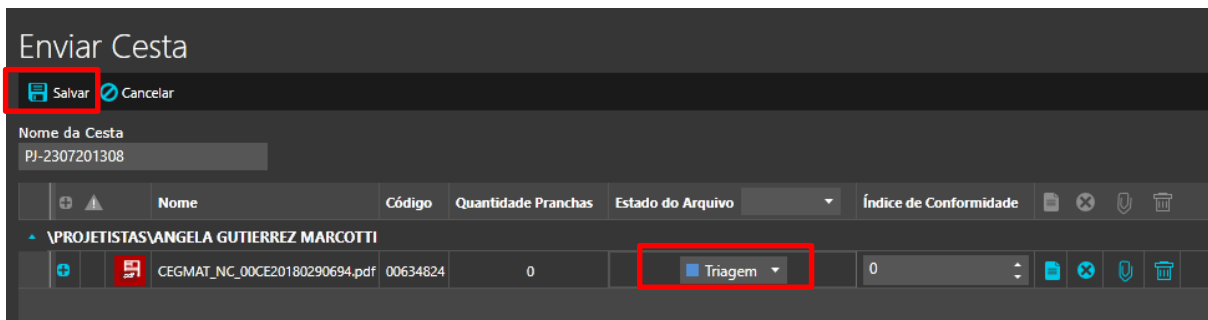 Enviar Cesta
Salvar Cancelar
Nome da Cesta
PJ-2307201308
Nome Código Quantidade Pranchas Estado do Arquivo Índice de Conformidade
\PROJETISTAS\ANGELA GUTIERREZ MARCOTTI
CEGMAT_NC_00CE20180290694.pdf 00634824 0 Triagem 0